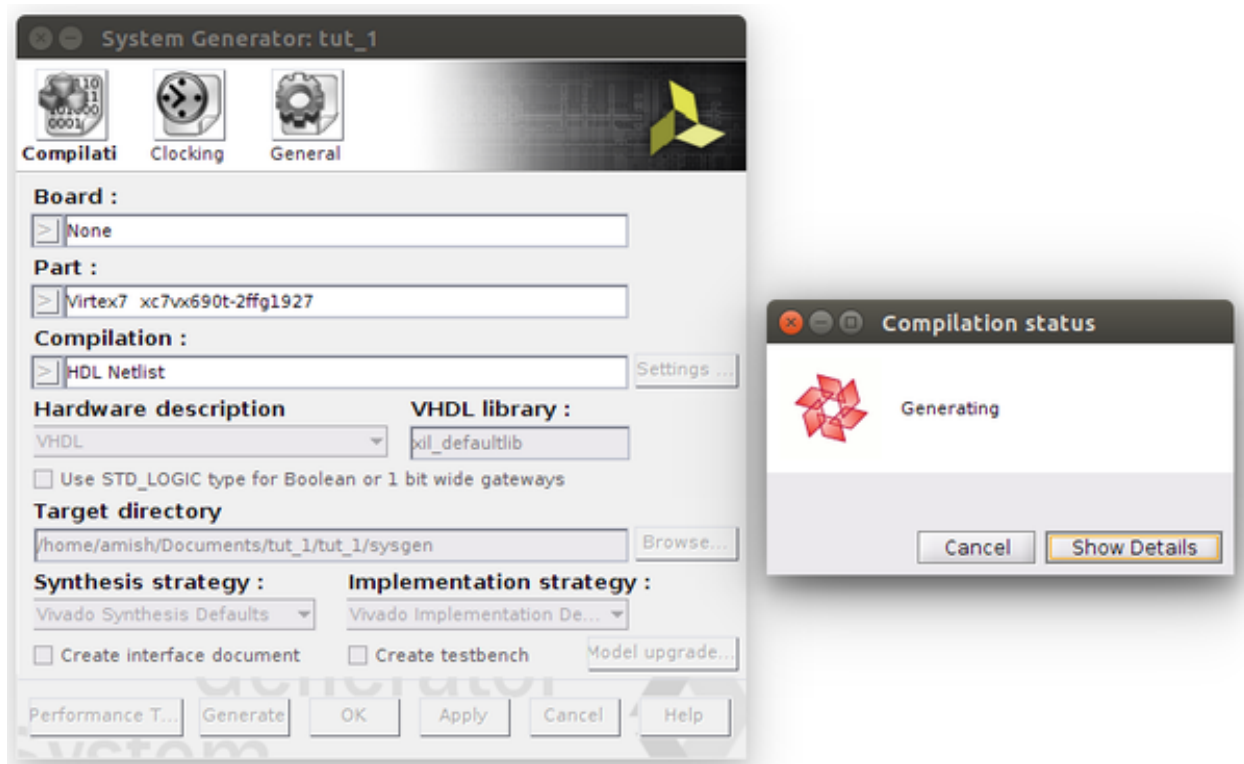 System Generator: tut_1
Compilati Clocking General
Board :
> None
Part :
> Virtex7 xc7vx690t-2ffg1927
Compilation :
> HDL Netlist Settings ...
Hardware description VHDL library :
VHDL xil_defaultlib
Use STD_LOGIC type for Boolean or 1 bit wide gateways
Target directory
/home/amish/Documents/tut_1/tut_1/sysgen Browse...
Synthesis strategy : Implementation strategy :
Vivado Synthesis Defaults Vivado Implementation De...
Create interface document Create testbench Model upgrade...
Generator
Performance T... Generate OK Apply Cancel Help
System
Compilation status
Generating
Cancel Show Details